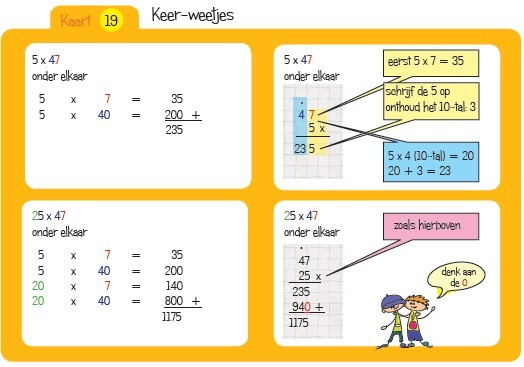 Kaart 19 Keer-weetjes
5 x 47
onder elkaar
5 x 7 = 35
5 x 40 = 200 +
235
5 x 47
onder elkaar
4 7
5 x
23 5
eerst 5 x 7 = 35
schrijf de 5 op
onthoud het 10-tal: 3
5 x 4 (10-tal) = 20
20 + 3 = 23
25 x 47
onder elkaar
5 x 7 = 35
5 x 40 = 200
20 x 7 = 140
20 x 40 = 800 +
1175
25 x 47
onder elkaar
47
25 x
235
940 +
1175
zoals hierboven
denk aan
de 0